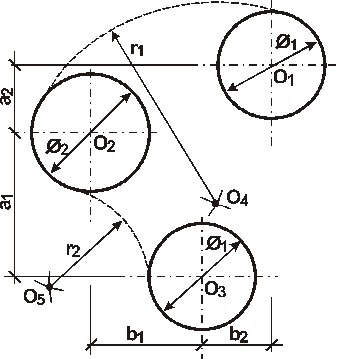 r₁
Ø₁
O₁
a₂
Ø₂
O₂
a₁
O₄
r₂
Ø₁
O₅
O₃
b₁
b₂